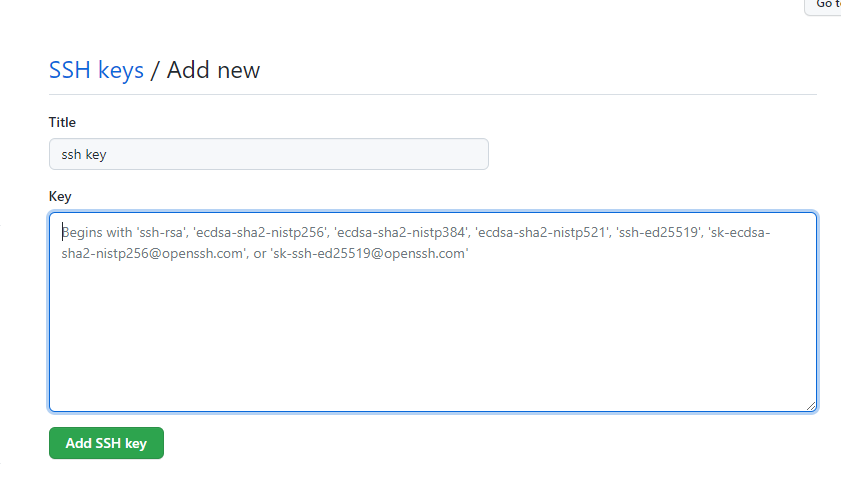 Go to
SSH keys / Add new
Title
ssh key
Key
Begins with 'ssh-rsa', 'ecdsa-sha2-nistp256', 'ecdsa-sha2-nistp384', 'ecdsa-sha2-nistp521', 'ssh-ed25519', 'sk-ecdsa-
sha2-nistp256@openssh.com', or 'sk-ssh-ed25519@openssh.com'
Add SSH key